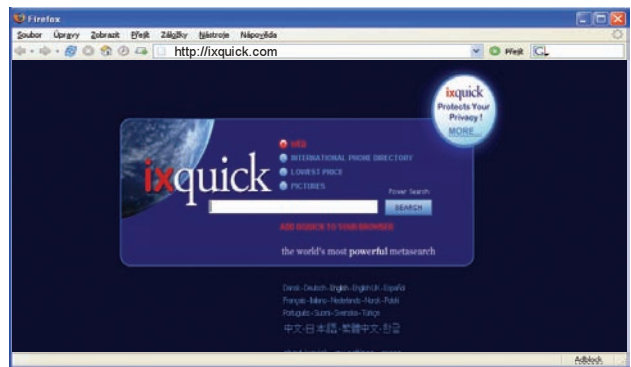 Firefox
Soubor Úpravy Zobrazit Přejít Záložky Nástroje Nápověda
http://ixquick.com Přejít
ixquick
Protects Your
Privacy !
MORE...
WEB
INTERNATIONAL PHONE DIRECTORY
LOWEST PRICE
PICTURES
ixquick
Power Search
SEARCH
ADD IXQUICK TO YOUR BROWSER
the world's most powerful metasearch
Dansk - Deutsch - English - English UK - Español
Français - Italiano - Nederlands - Norsk - Polski
Português - Suomi - Svenska - Türkçe
中文-日本語-繁體中文-한글
Adblock